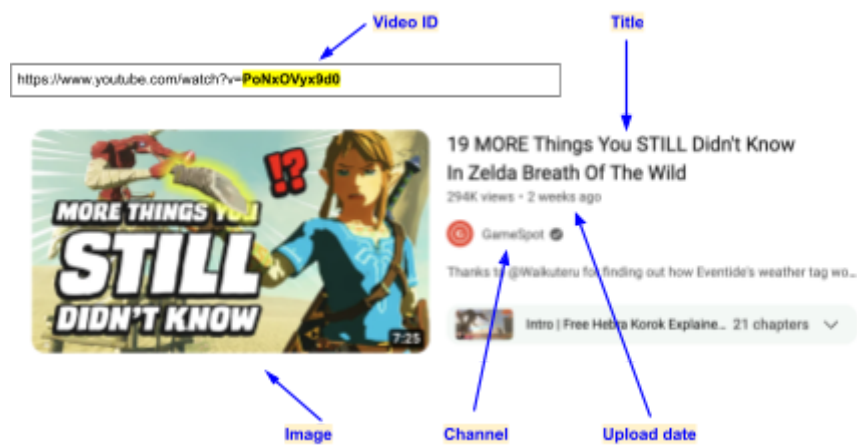 Video ID
Title
https://www.youtube.com/watch?v=PoNxOVyx9d0
19 MORE Things You STILL Didn't Know
In Zelda Breath Of The Wild
294K views • 2 weeks ago
GameSpot
Thanks to @Waikuteru for finding out how Eventide's weather tag wo...
Intro | Free Hebra Korok Explaine... 21 chapters
!?
MORE THINGS YOU
STILL
DIDN'T KNOW
7:25
Image
Channel
Upload date